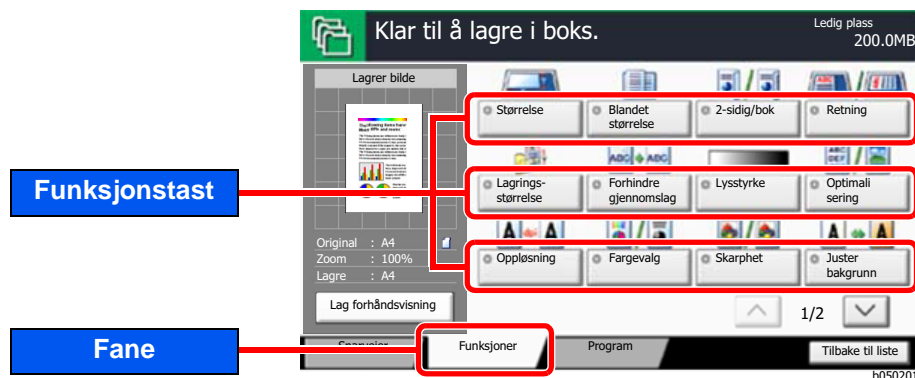 Klar til å lagre i boks.
Ledig plass
200.0MB
Lagrer bilde
Størrelse
Blandet
størrelse
2-sidig/bok
Retning
Funksjonstast
Lagrings-
størrelse
Forhindre
gjennomslag
Lysstyrke
Optimali
sering
Original : A4
Zoom : 100%
Lagre : A4
Oppløsning
Fargevalg
Skarphet
Juster
bakgrunn
Lag forhåndsvisning
1/2
Fane
Snarveier
Funksjoner
Program
Tilbake til liste
b050201